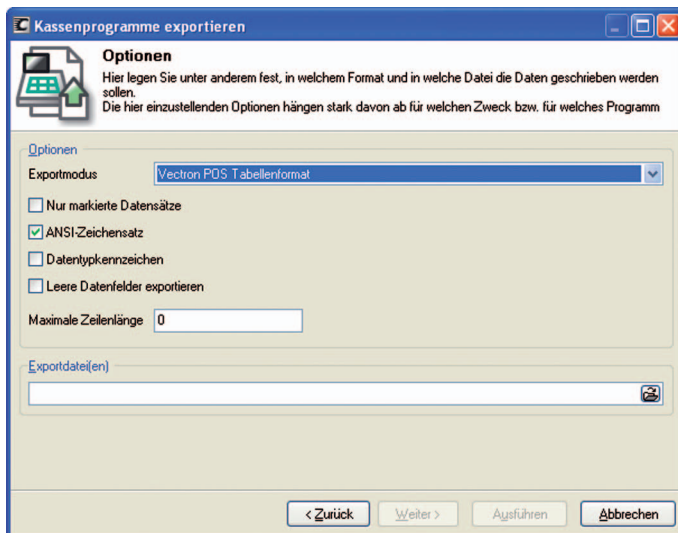 Kassenprogramme exportieren
Optionen
Hier legen Sie unter anderem fest, in welchem Format und in welche Datei die Daten geschrieben werden
sollen.
Die hier einzustellenden Optionen hängen stark davon ab für welchen Zweck bzw. für welches Programm
Optionen
Exportmodus Vectron POS Tabellenformat
Nur markierte Datensätze
ANSI-Zeichensatz
Datentypkennzeichen
Leere Datenfelder exportieren
Maximale Zeilenlänge 0
Exportdatei(en)
< Zurück Weiter > Ausführen Abbrechen